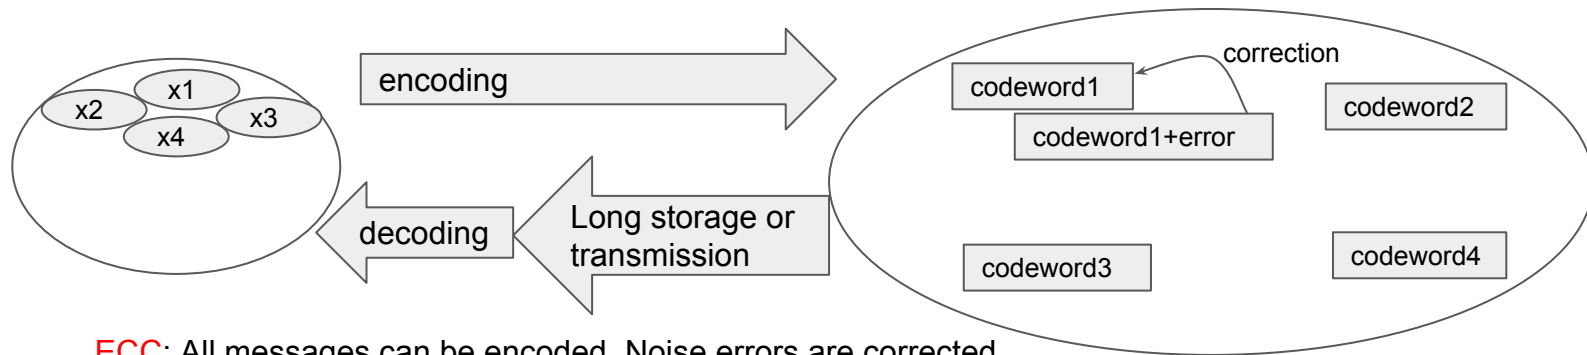 x1
x2
x3
x4
encoding
correction
codeword1
codeword2
codeword1+error
decoding
Long storage or
transmission
codeword3
codeword4
ECC: All messages can be encoded. Noise errors are corrected